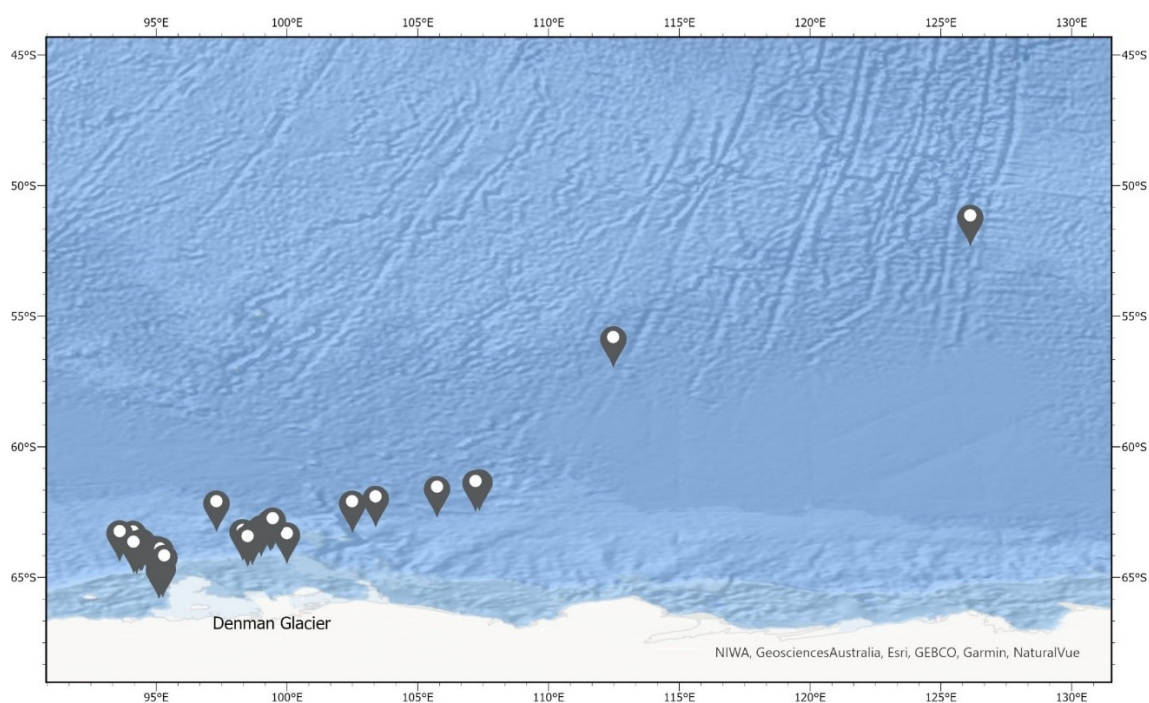 95°E 100°E 105°E 110°E 115°E 120°E 125°E 130°E
45°S 45°S
50°S 50°S
55°S 55°S
60°S 60°S
65°S 65°S
Denman Glacier
NIWA, GeosciencesAustralia, Esri, GEBCO, Garmin, NaturalVue
95°E 100°E 105°E 110°E 115°E 120°E 125°E 130°E